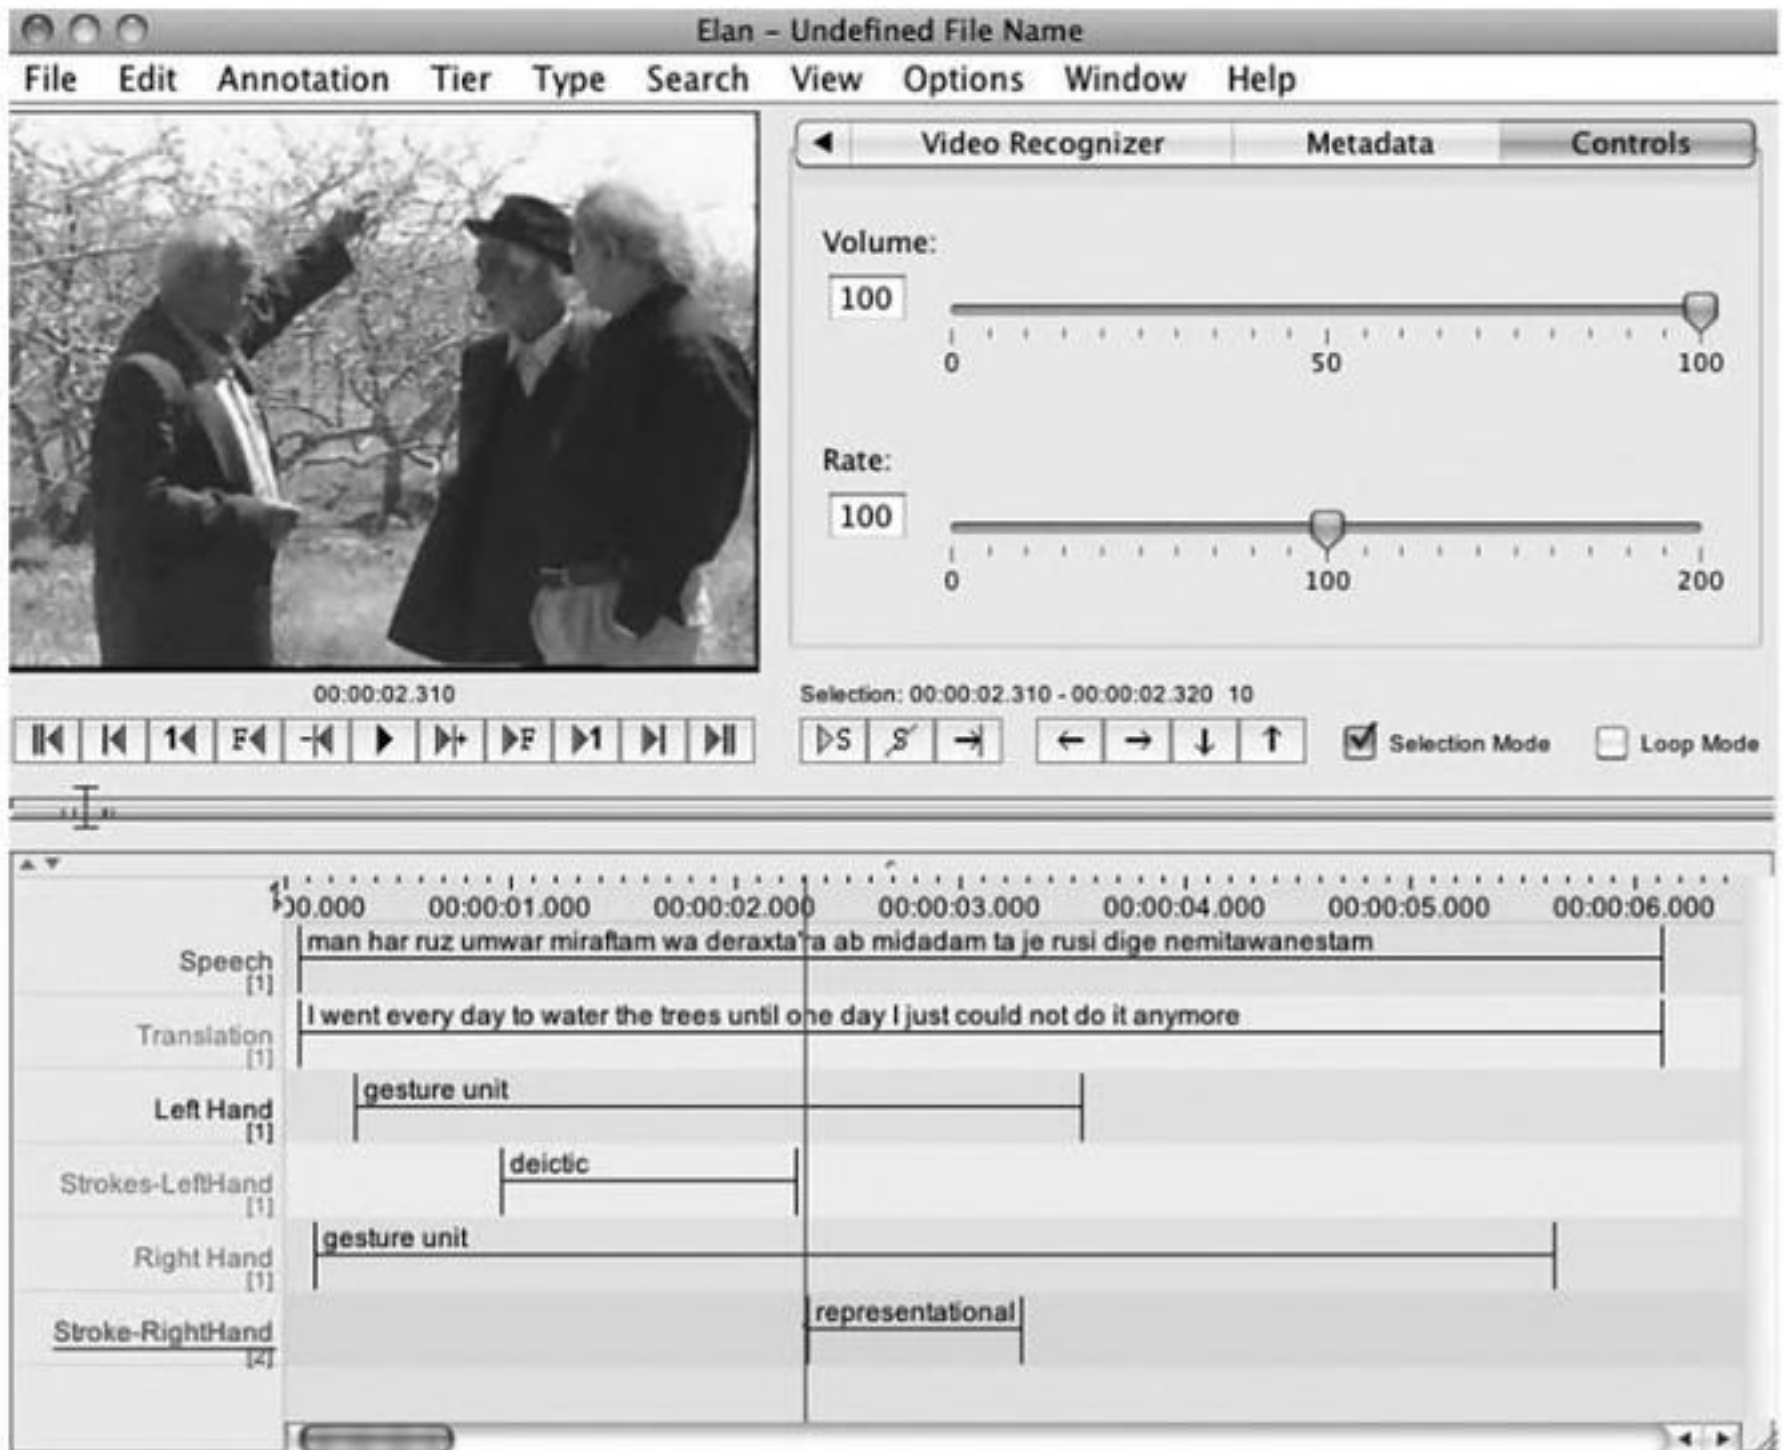 Elan – Undefined File Name
File Edit Annotation Tier Type Search View Options Window Help
Video Recognizer Metadata Controls
Volume:
100
0 50 100
Rate:
100
0 100 200
00:00:02.310
Selection: 00:00:02.310 - 00:00:02.320 10
1 F F 1 S S Selection Mode Loop Mode
00.000 00:00:01.000 00:00:02.000 00:00:03.000 00:00:04.000 00:00:05.000 00:00:06.000
man har ruz umwar miraftam wa deraxta'ra ab midadam ta je rusi dige nemitawanestam
Speech
[1]
I went every day to water the trees until one day I just could not do it anymore
Translation
[1]
gesture unit
Left Hand
[1]
deictic
Strokes-LeftHand
[1]
gesture unit
Right Hand
[1]
representational
Stroke-RightHand
[2]